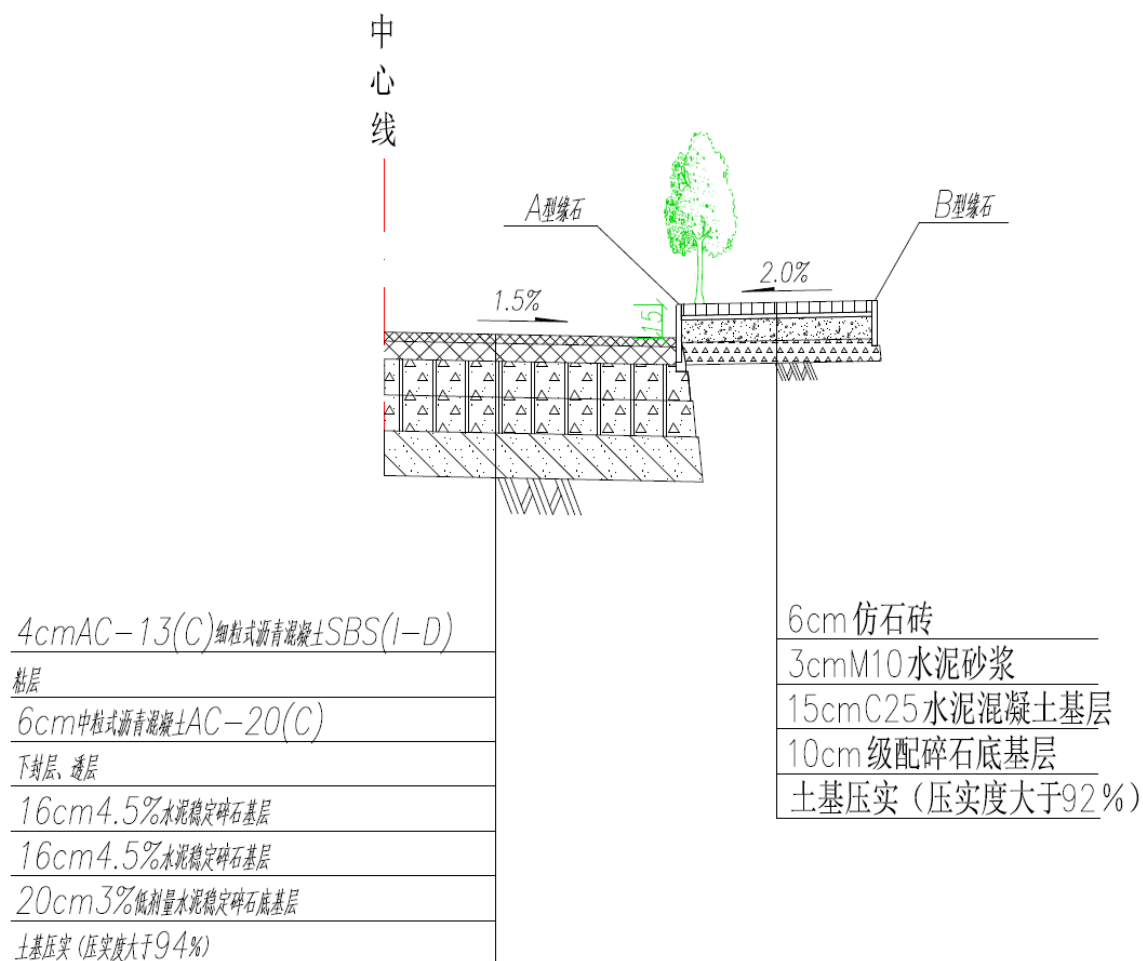 中心线
A型缘石
B型缘石
2.0%
1.5%
15
4cmAC-13(C)细粒式沥青混凝土SBS(I-D)
粘层
6cm中粒式沥青混凝土AC-20(C)
下封层、透层
16cm4.5%水泥稳定碎石基层
16cm4.5%水泥稳定碎石基层
20cm3%低剂量水泥稳定碎石底基层
土基压实（压实度大于94%）
6cm仿石砖
3cmM10水泥砂浆
15cmC25水泥混凝土基层
10cm级配碎石底基层
土基压实（压实度大于92%）